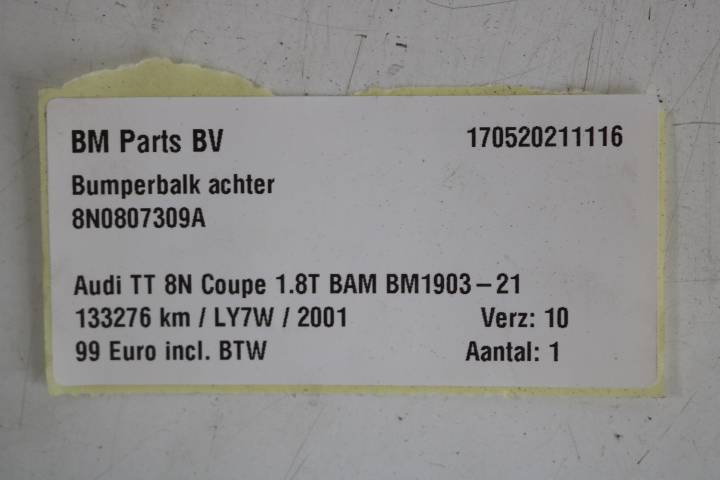 BM Parts BV 170520211116
Bumperbalk achter
8N0807309A
Audi TT 8N Coupe 1.8T BAM BM1903-21
133276 km / LY7W / 2001 Verz: 10
99 Euro incl. BTW Aantal: 1